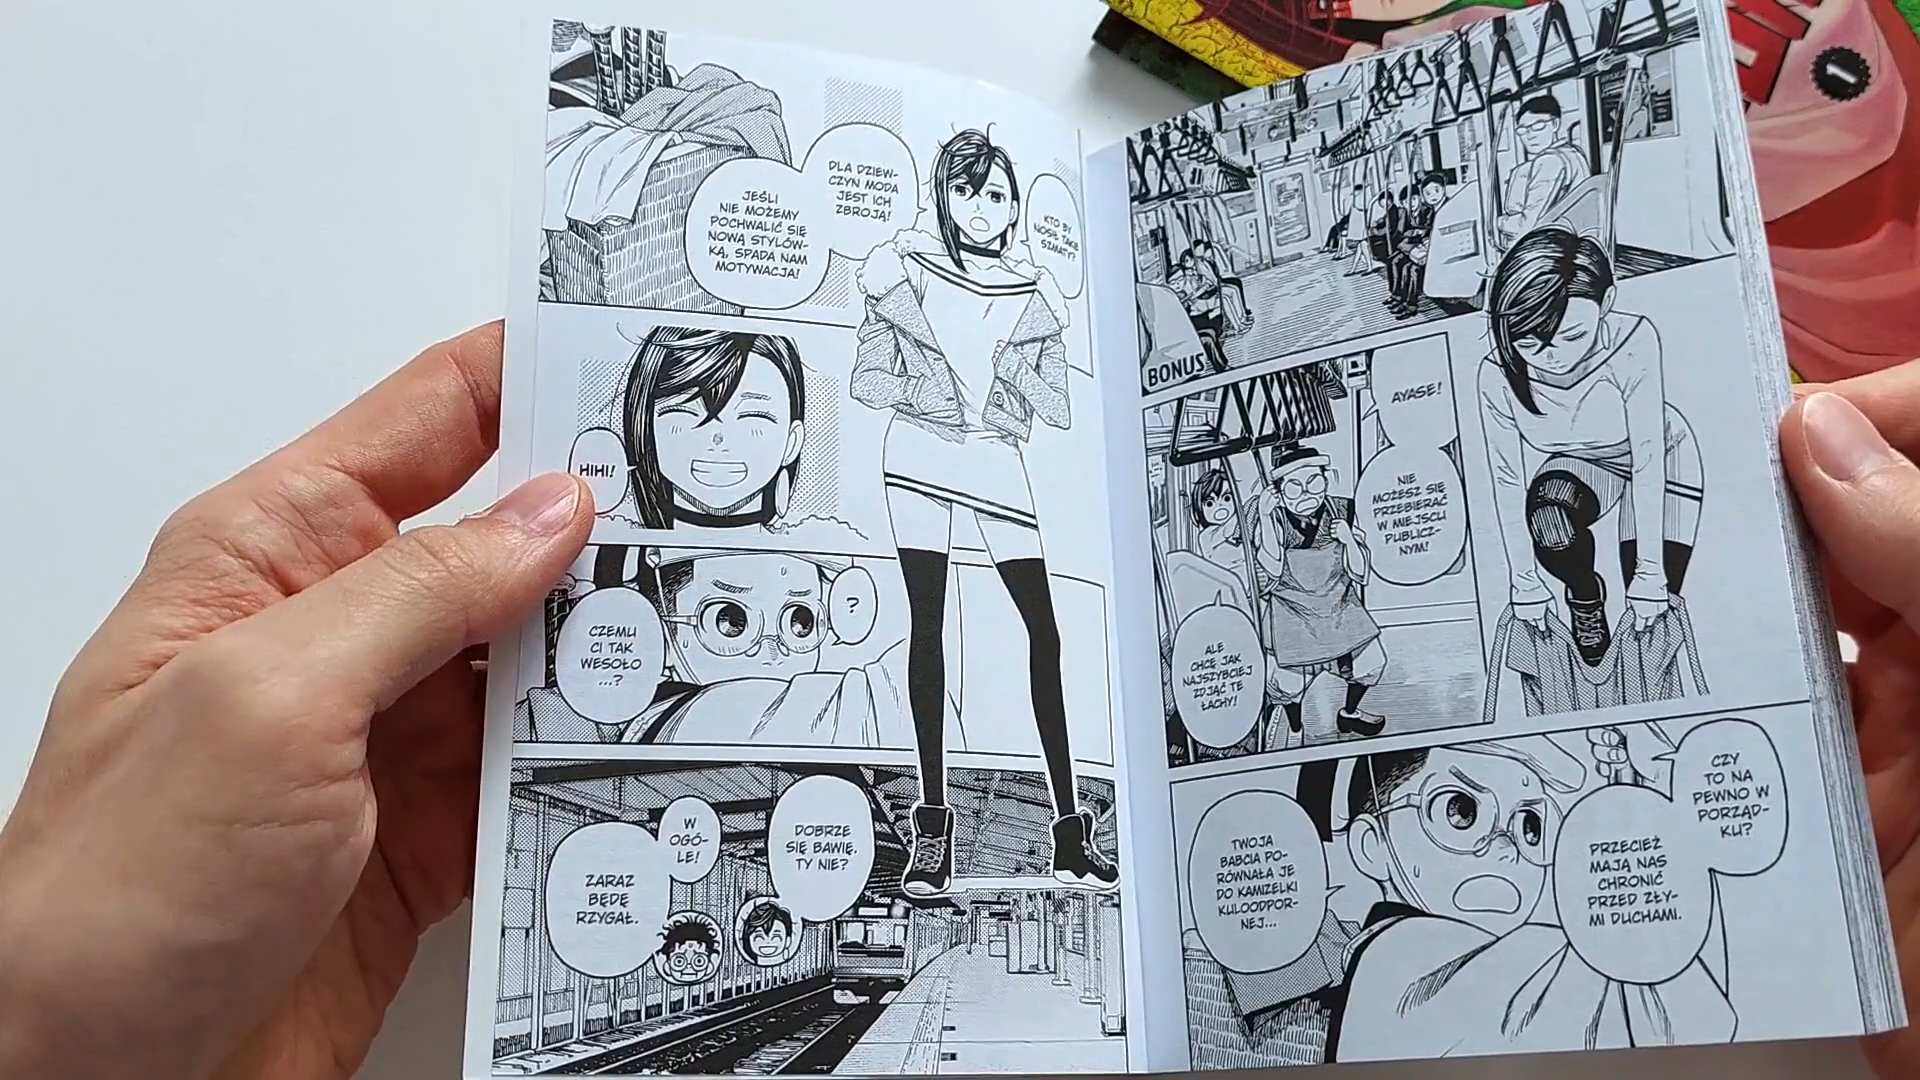 BONUS
AYASE!
NIE
MOŻESZ SIĘ
PRZEBIERAĆ
W MIEJSCU
PUBLICZ-
NYM!
ALE
CHCĘ JAK
NAJSZYBCIEJ
ZDJĄĆ TE
ŁACHY!
CZY
TO NA
PEWNO W
PORZĄD-
KU?
PRZECIEŻ
MAJĄ NAS
CHRONIĆ
PRZED ZŁY-
MI DUCHAMI.
TWOJA
BABCIA PO-
RÓWNAŁA JE
DO KAMIZELKI
KULOODPOR-
NEJ...
KTO BY
NOSIŁ TAKIE
SZMATY?
DLA DZIEW-
CZYN MODA
JEST ICH
ZBROJĄ!
JEŚLI
NIE MOŻEMY
POCHWALIĆ SIĘ
NOWĄ STYLÓW-
KĄ, SPADA NAM
MOTYWACJA!
HIHI!
?
CZEMU
CI TAK
WESOŁO
...?
DOBRZE
SIĘ BAWIĘ.
TY NIE?
W
OGÓ-
LE!
ZARAZ
BĘDĘ
RZYGAŁ.
1